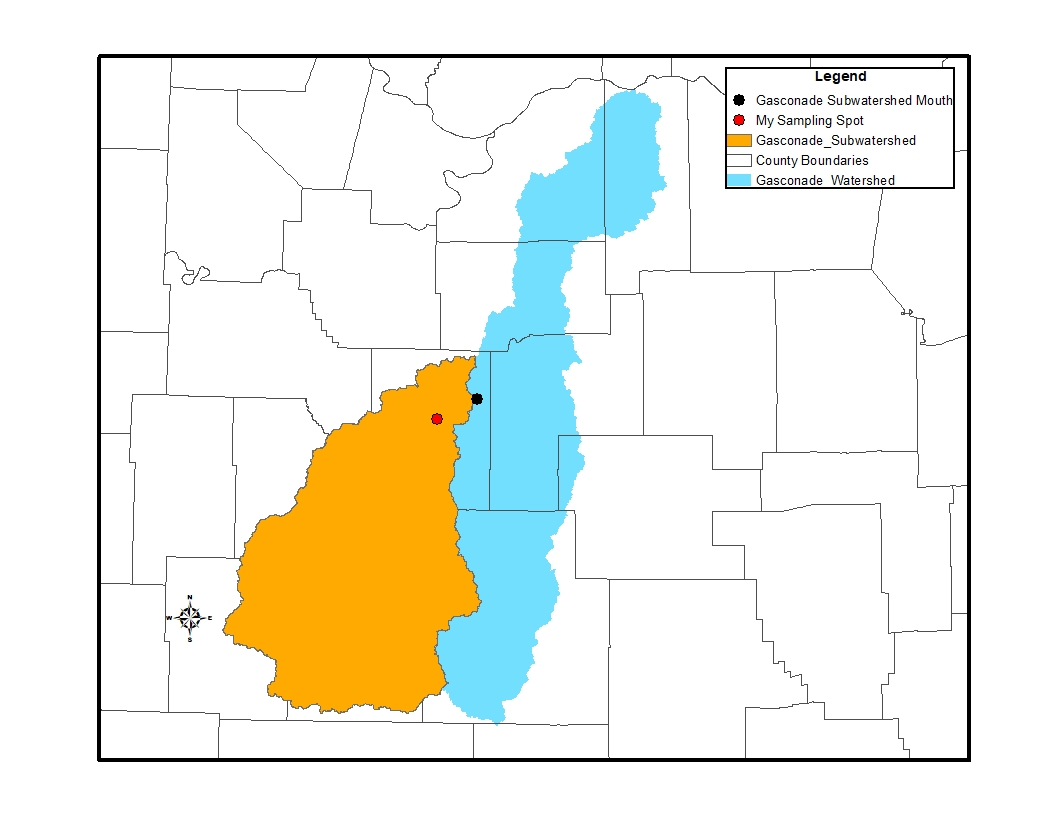 Legend
Gasconade Subwatershed Mouth
My Sampling Spot
Gasconade_Subwatershed
County Boundaries
Gasconade_Watershed
N
W E
S